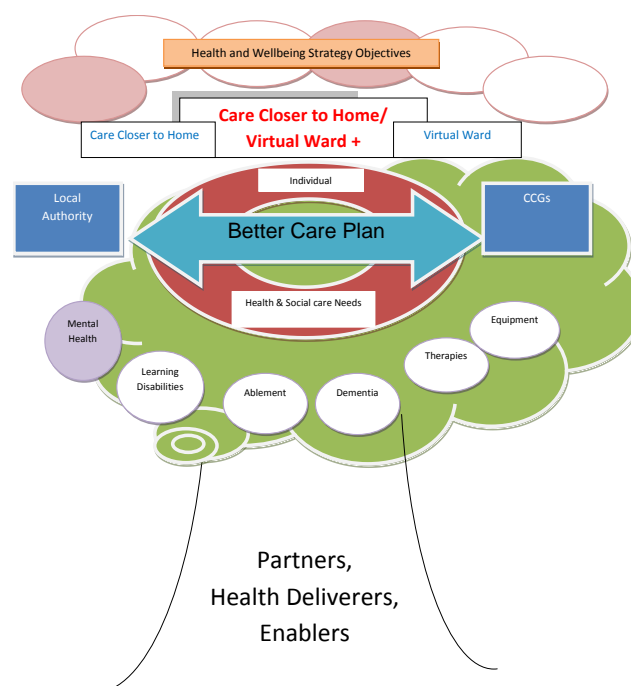 Health and Wellbeing Strategy Objectives
Care Closer to Home/
Virtual Ward +
Care Closer to Home
Virtual Ward
Individual
Local
Authority
CCGs
Better Care Plan
Health & Social care Needs
Mental
Health
Equipment
Therapies
Learning
Disabilities
Ablement
Dementia
Partners,
Health Deliverers,
Enablers